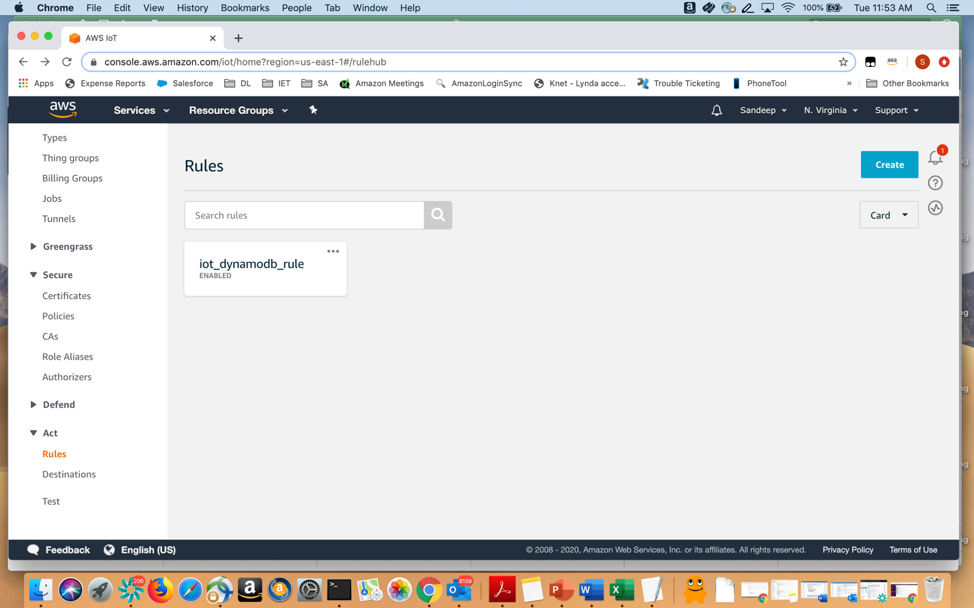 Chrome File Edit View History Bookmarks People Tab Window Help 100% Tue 11:53 AM
AWS IoT
console.aws.amazon.com/iot/home?region=us-east-1#/rulehub S
Apps Expense Reports Salesforce DL IET SA Amazon Meetings AmazonLoginSync Knet - Lynda acce... Trouble Ticketing PhoneTool » Other Bookmarks
aws Services Resource Groups Sandeep N. Virginia Support
Types
Thing groups
Billing Groups
Jobs
Tunnels
Greengrass
Secure
Certificates
Policies
CAs
Role Aliases
Authorizers
Defend
Act
Rules
Destinations
Test
Rules
Create
1
Search rules
Card
iot_dynamodb_rule
ENABLED
Feedback English (US) © 2008 - 2020, Amazon Web Services, Inc. or its affiliates. All rights reserved. Privacy Policy Terms of Use
206
8159